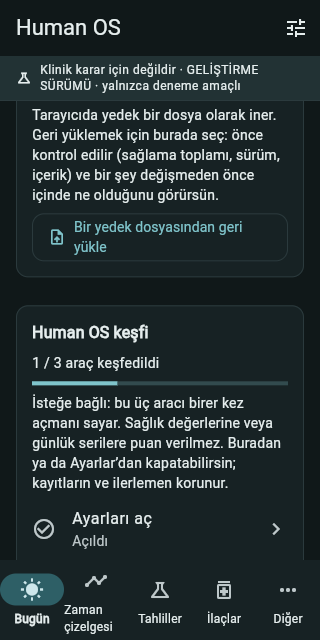 Human OS
Klinik karar için değildir · GELİŞTİRME
SÜRÜMÜ · yalnızca deneme amaçlı
Tarayıcıda yedek bir dosya olarak iner.
Geri yüklemek için burada seç: önce
kontrol edilir (sağlama toplamı, sürüm,
içerik) ve bir şey değişmeden önce
içinde ne olduğunu görürsün.
Bir yedek dosyasından geri
yükle
Human OS keşfi
1 / 3 araç keşfedildi
İsteğe bağlı: bu üç aracı birer kez
açmanı sayar. Sağlık değerlerine veya
günlük serilere puan verilmez. Buradan
ya da Ayarlar’dan kapatabilirsin;
kayıtların ve ilerlemen korunur.
Ayarları aç
Açıldı
Bugün
Zaman
çizelgesi
Tahliller
İlaçlar
Diğer